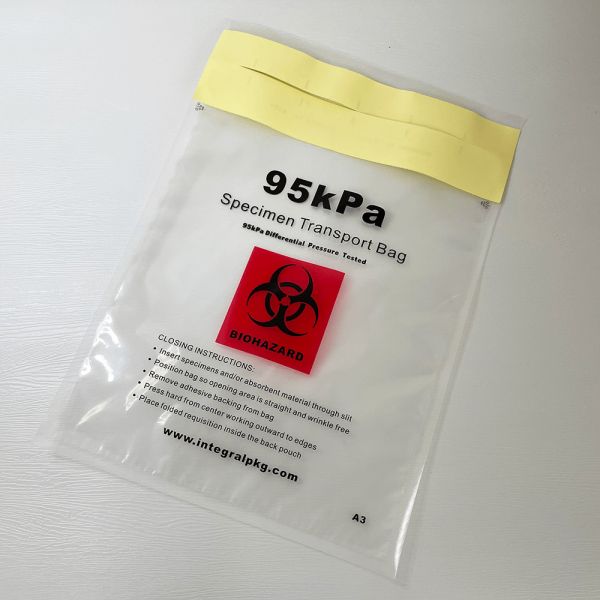 95kPa
Specimen Transport Bag
95kPa Differential Pressure Tested
BIOHAZARD
CLOSING INSTRUCTIONS:
• Insert specimens and/or absorbent material through slit
• Position bag so opening area is straight and wrinkle free
• Remove adhesive backing from bag
• Press hard from center working outward to edges
• Place folded requisition inside the back pouch
www.integralpkg.com
A3